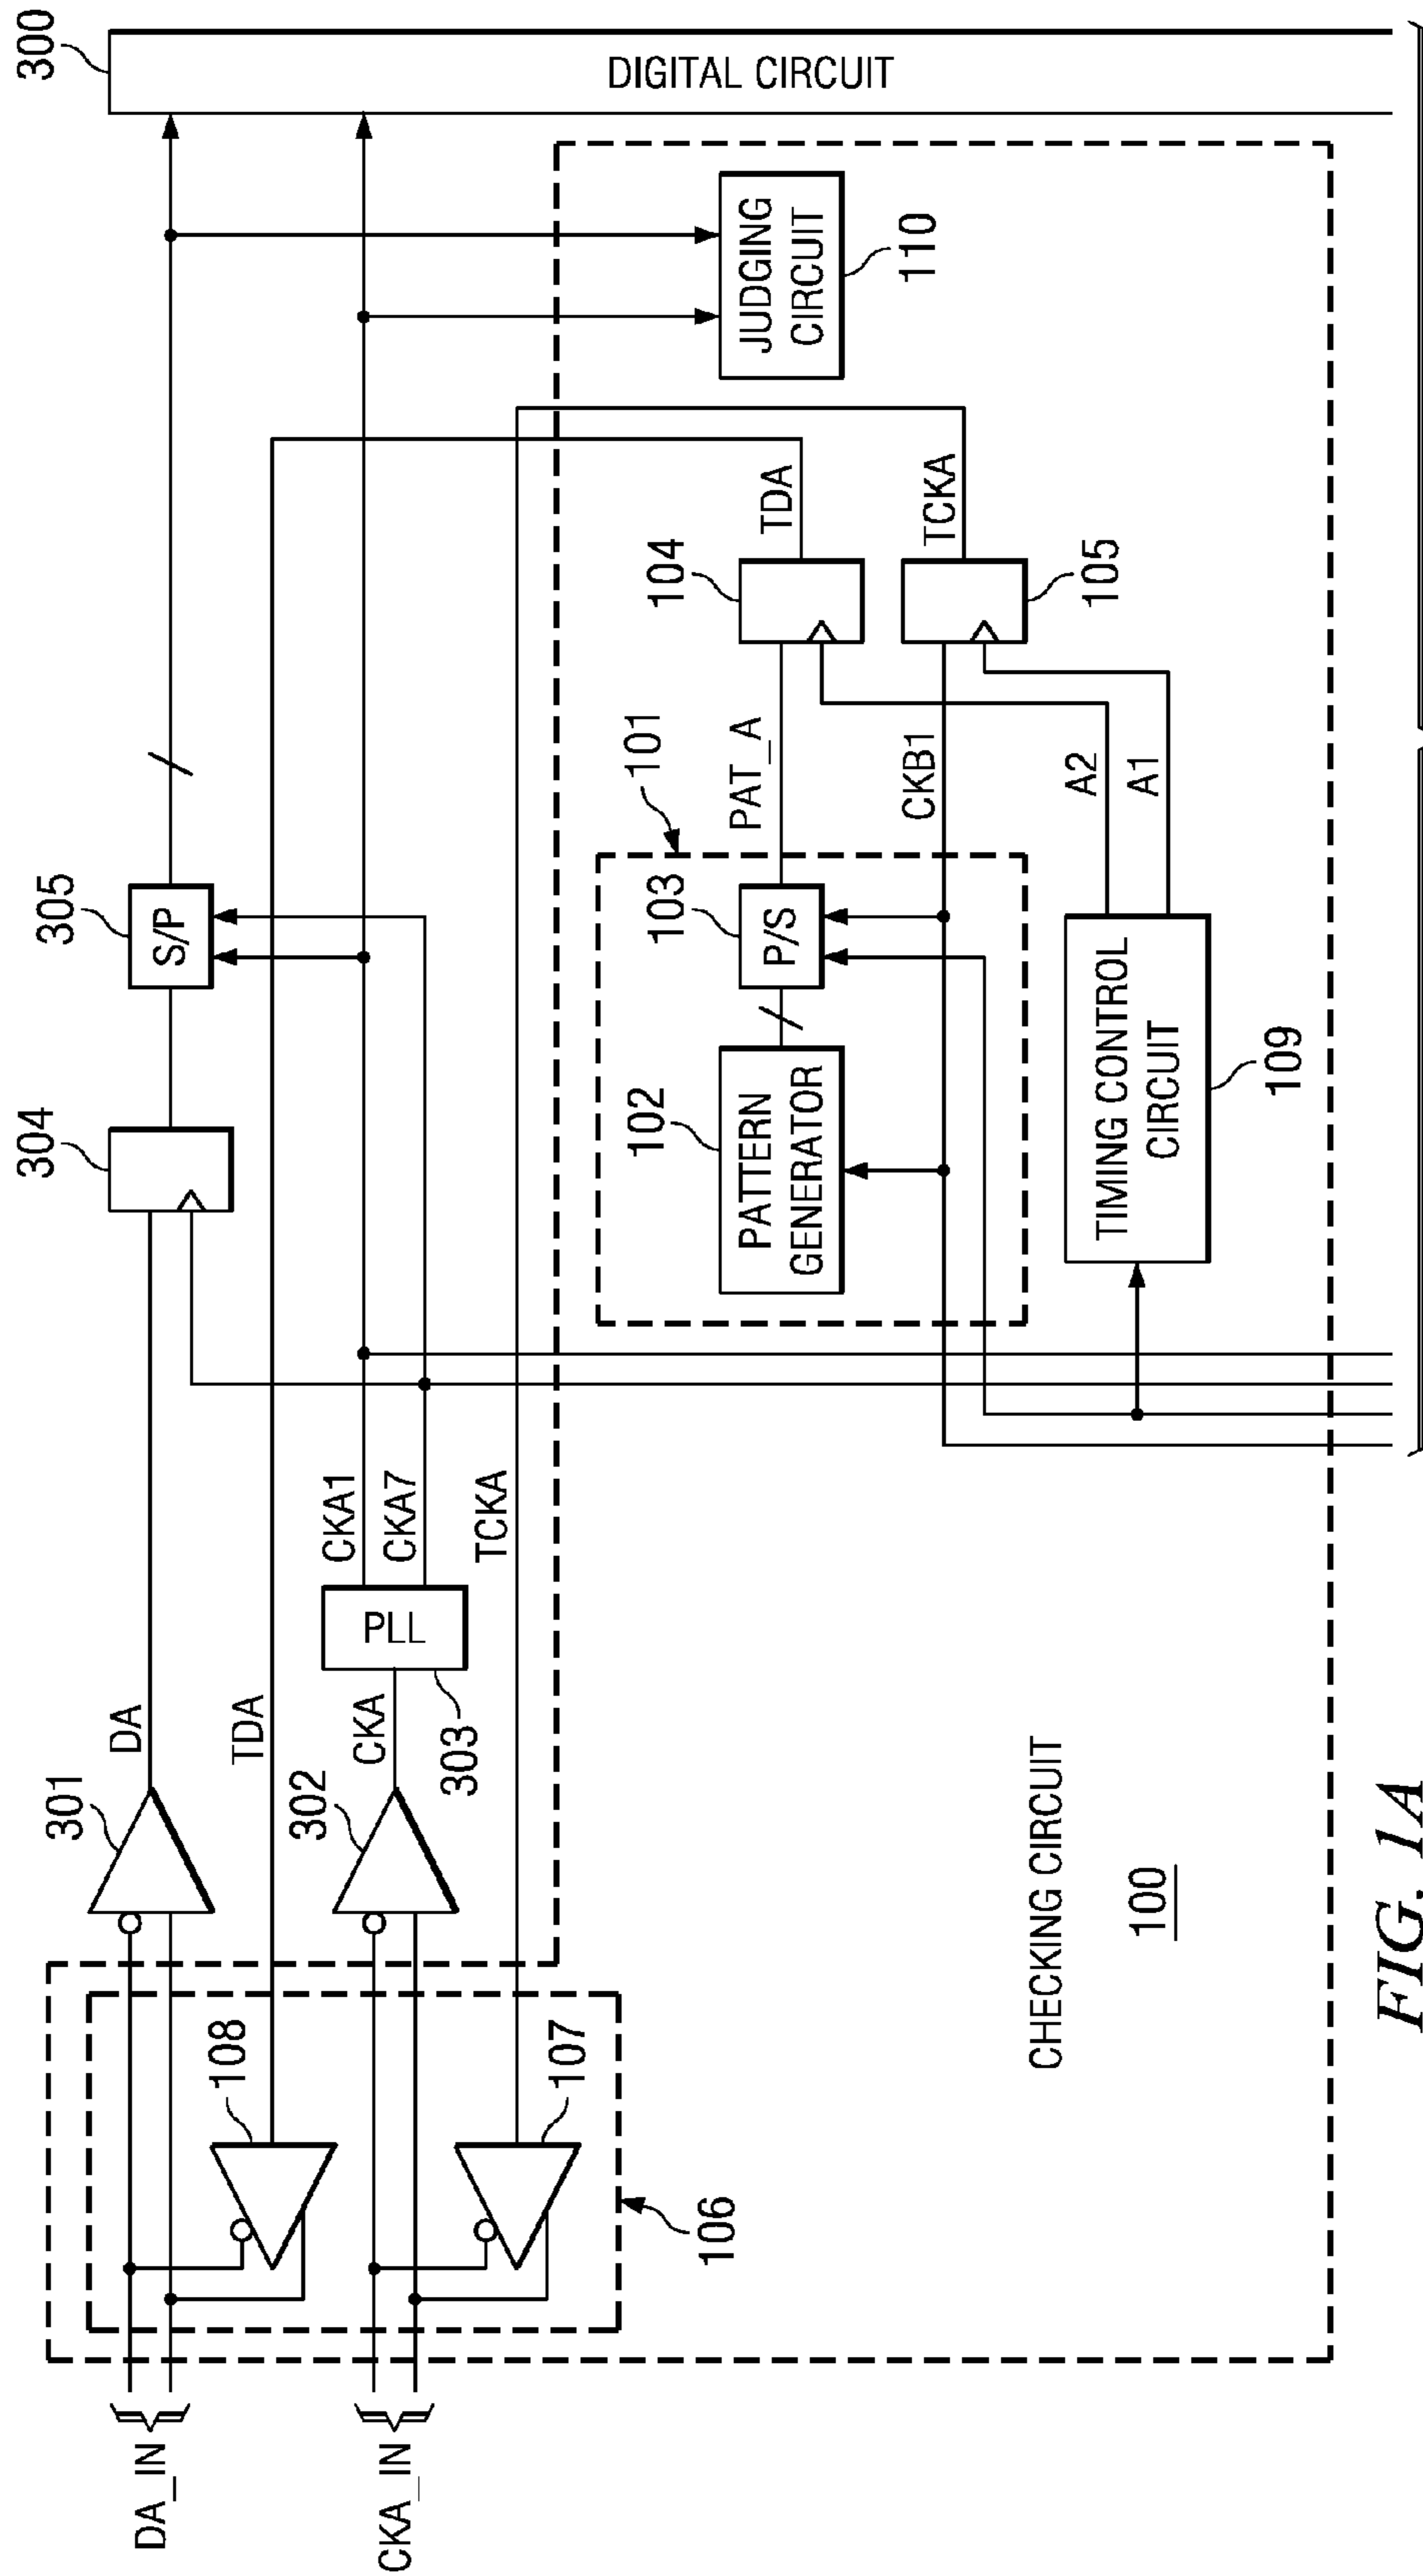 300
DIGITAL CIRCUIT
305
S/P
304
301
DA
TDA
302
CKA
PLL
303
CKA1
CKA7
TCKA
DA_IN
CKA_IN
108
107
106
JUDGING
CIRCUIT
110
TDA
TCKA
104
105
PAT_A
CKB1
101
103
P/S
102
PATTERN
GENERATOR
A2
A1
TIMING CONTROL
CIRCUIT
109
CHECKING CIRCUIT
100
FIG. 1A